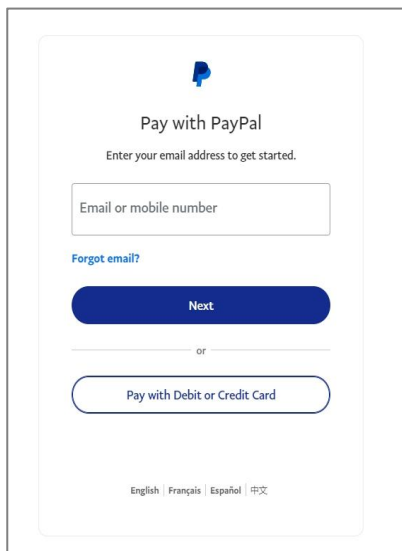 Pay with PayPal
Enter your email address to get started.
Email or mobile number
Forgot email?
Next
or
Pay with Debit or Credit Card
English | Français | Español | 中文